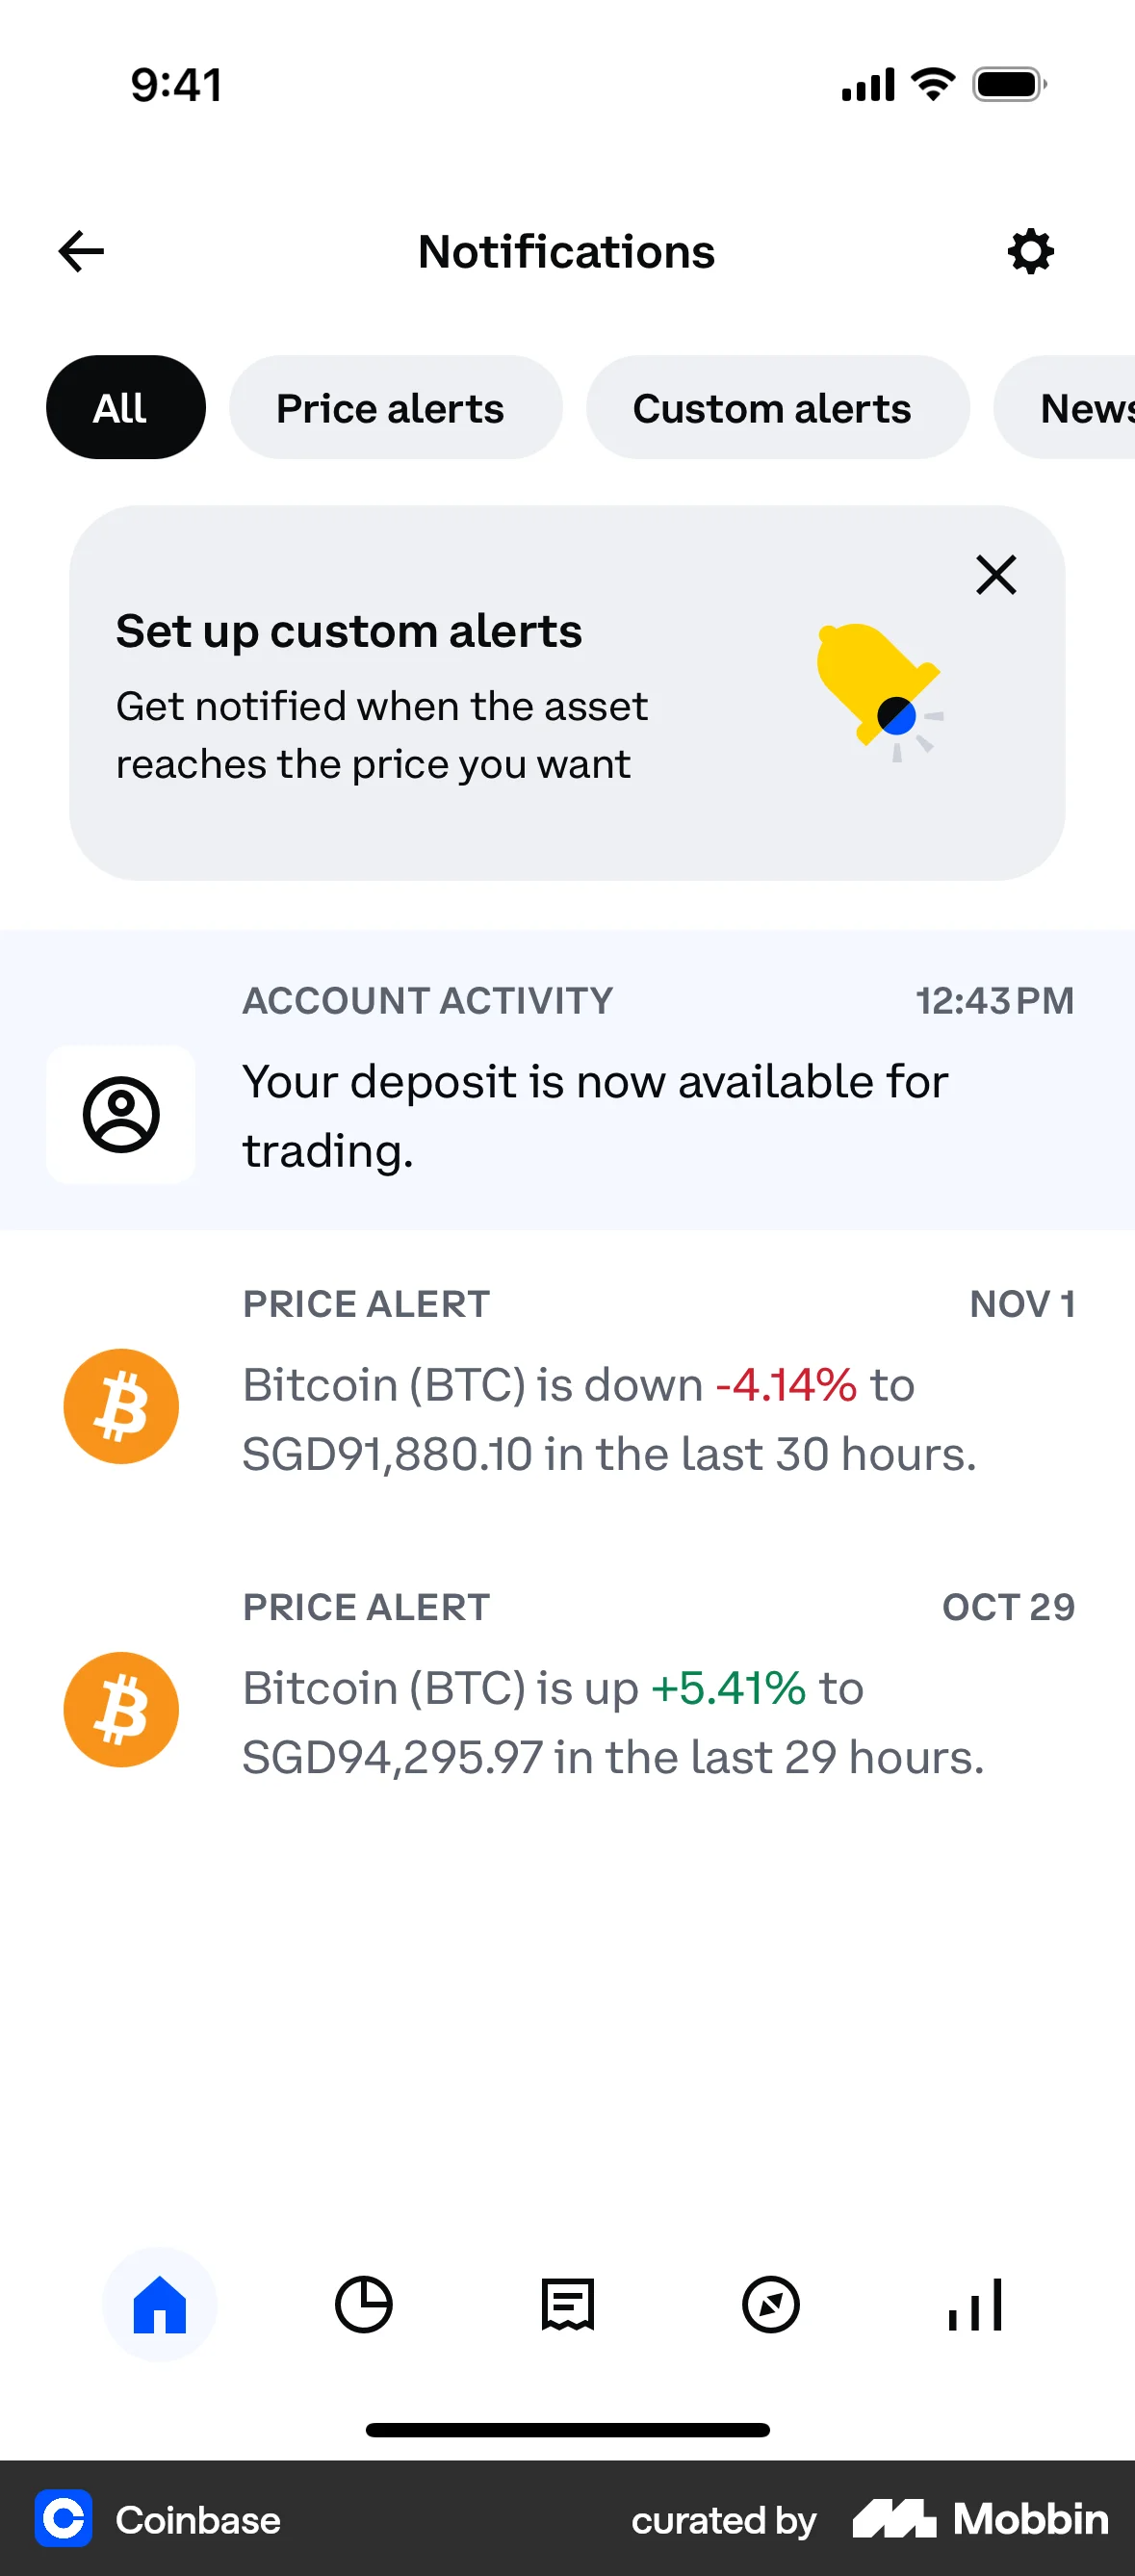 9:41
Notifications
All
Price alerts
Custom alerts
News
Set up custom alerts
Get notified when the asset
reaches the price you want
ACCOUNT ACTIVITY
12:43 PM
Your deposit is now available for
trading.
PRICE ALERT
NOV 1
Bitcoin (BTC) is down -4.14% to
SGD91,880.10 in the last 30 hours.
PRICE ALERT
OCT 29
Bitcoin (BTC) is up +5.41% to
SGD94,295.97 in the last 29 hours.
Coinbase
curated by
Mobbin